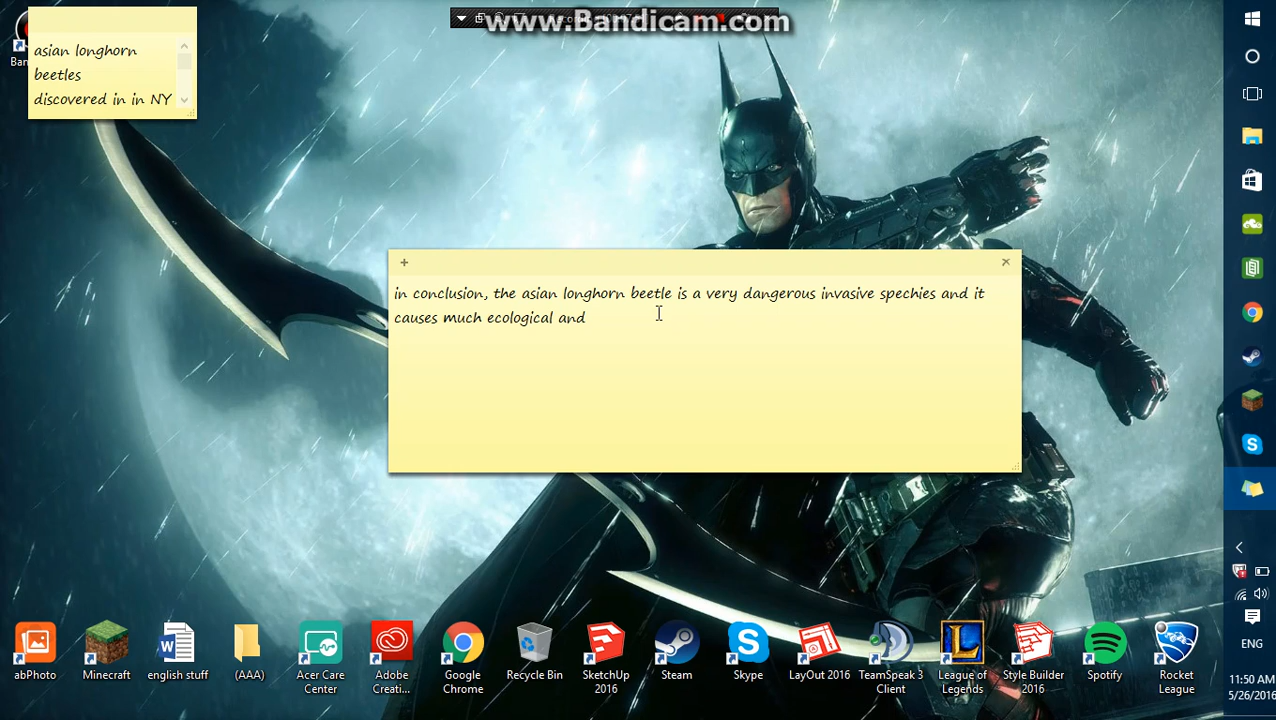 www.Bandicam.com
asian longhorn
beetles
discovered in in NY
in conclusion, the asian longhorn beetle is a very dangerous invasive spechies and it
causes much ecological and
abPhoto
Minecraft
english stuff
(AAA)
Acer Care
Center
Adobe
Creati...
Google
Chrome
Recycle Bin
SketchUp
2016
Steam
Skype
LayOut 2016
TeamSpeak 3
Client
League of
Legends
Style Builder
2016
Spotify
Rocket
League
ENG
11:50 AM
5/26/2016